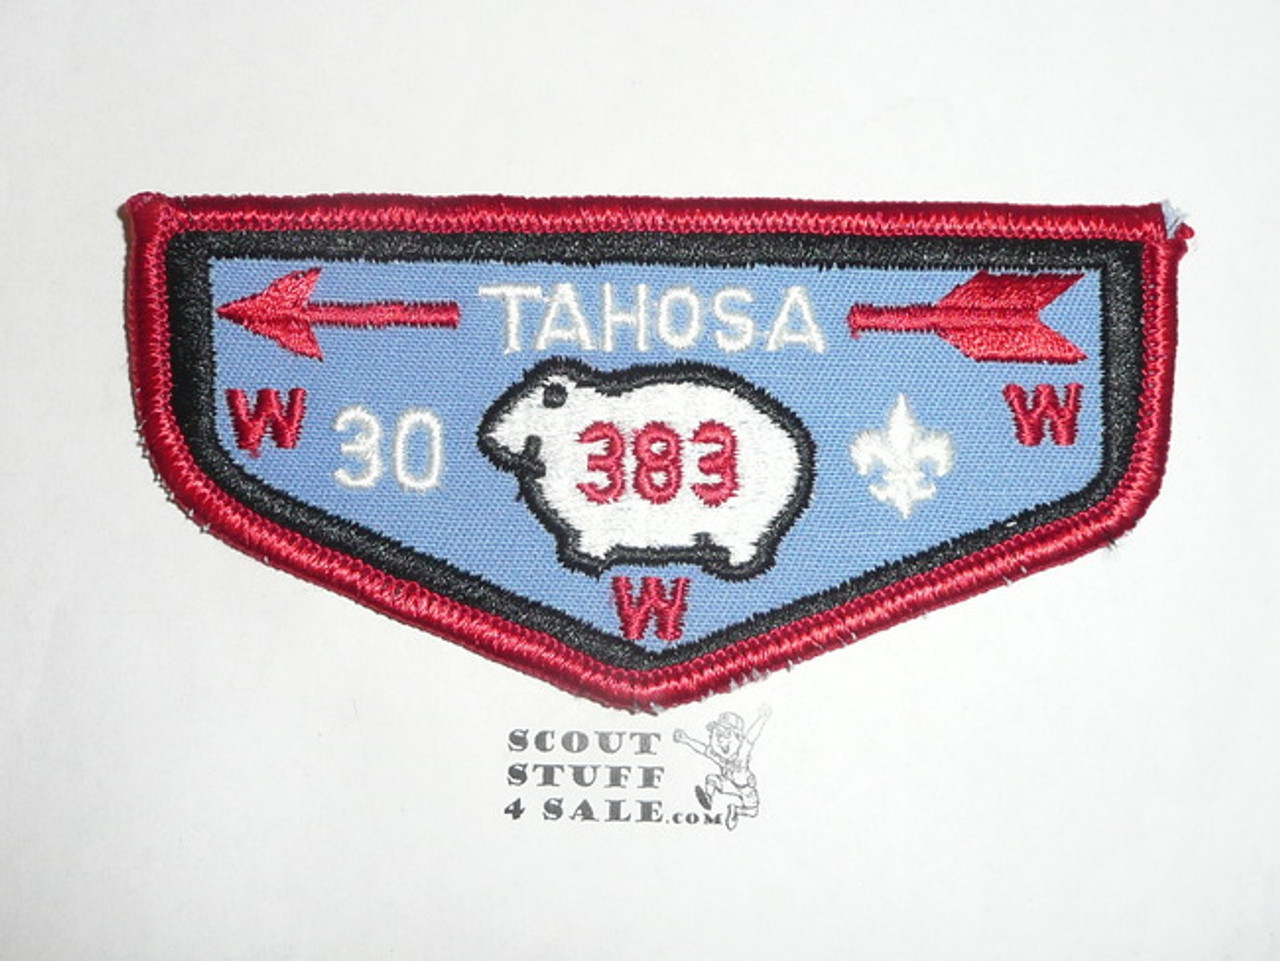 TAHOSA
W 30 383 W
W
SCOUT
STUFF
4 SALE.COM